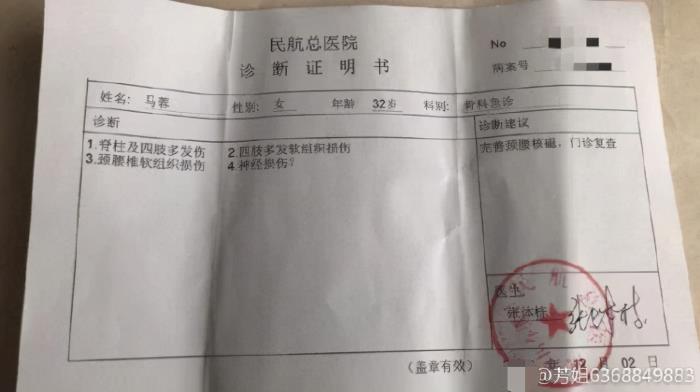 民航总医院
No
诊断证明书
病案号
姓名: 马蓉 性别: 女 年龄 32岁 科别: 骨科急诊
诊断
诊断建议
1.脊柱及四肢多发伤 2.四肢多发软组织损伤
3.颈腰椎软组织损伤 4.神经损伤?
完善颈腰核磁，门诊复查
医生
张体栋
(盖章有效)
年 12 月 02 日
@芳妲6368849883